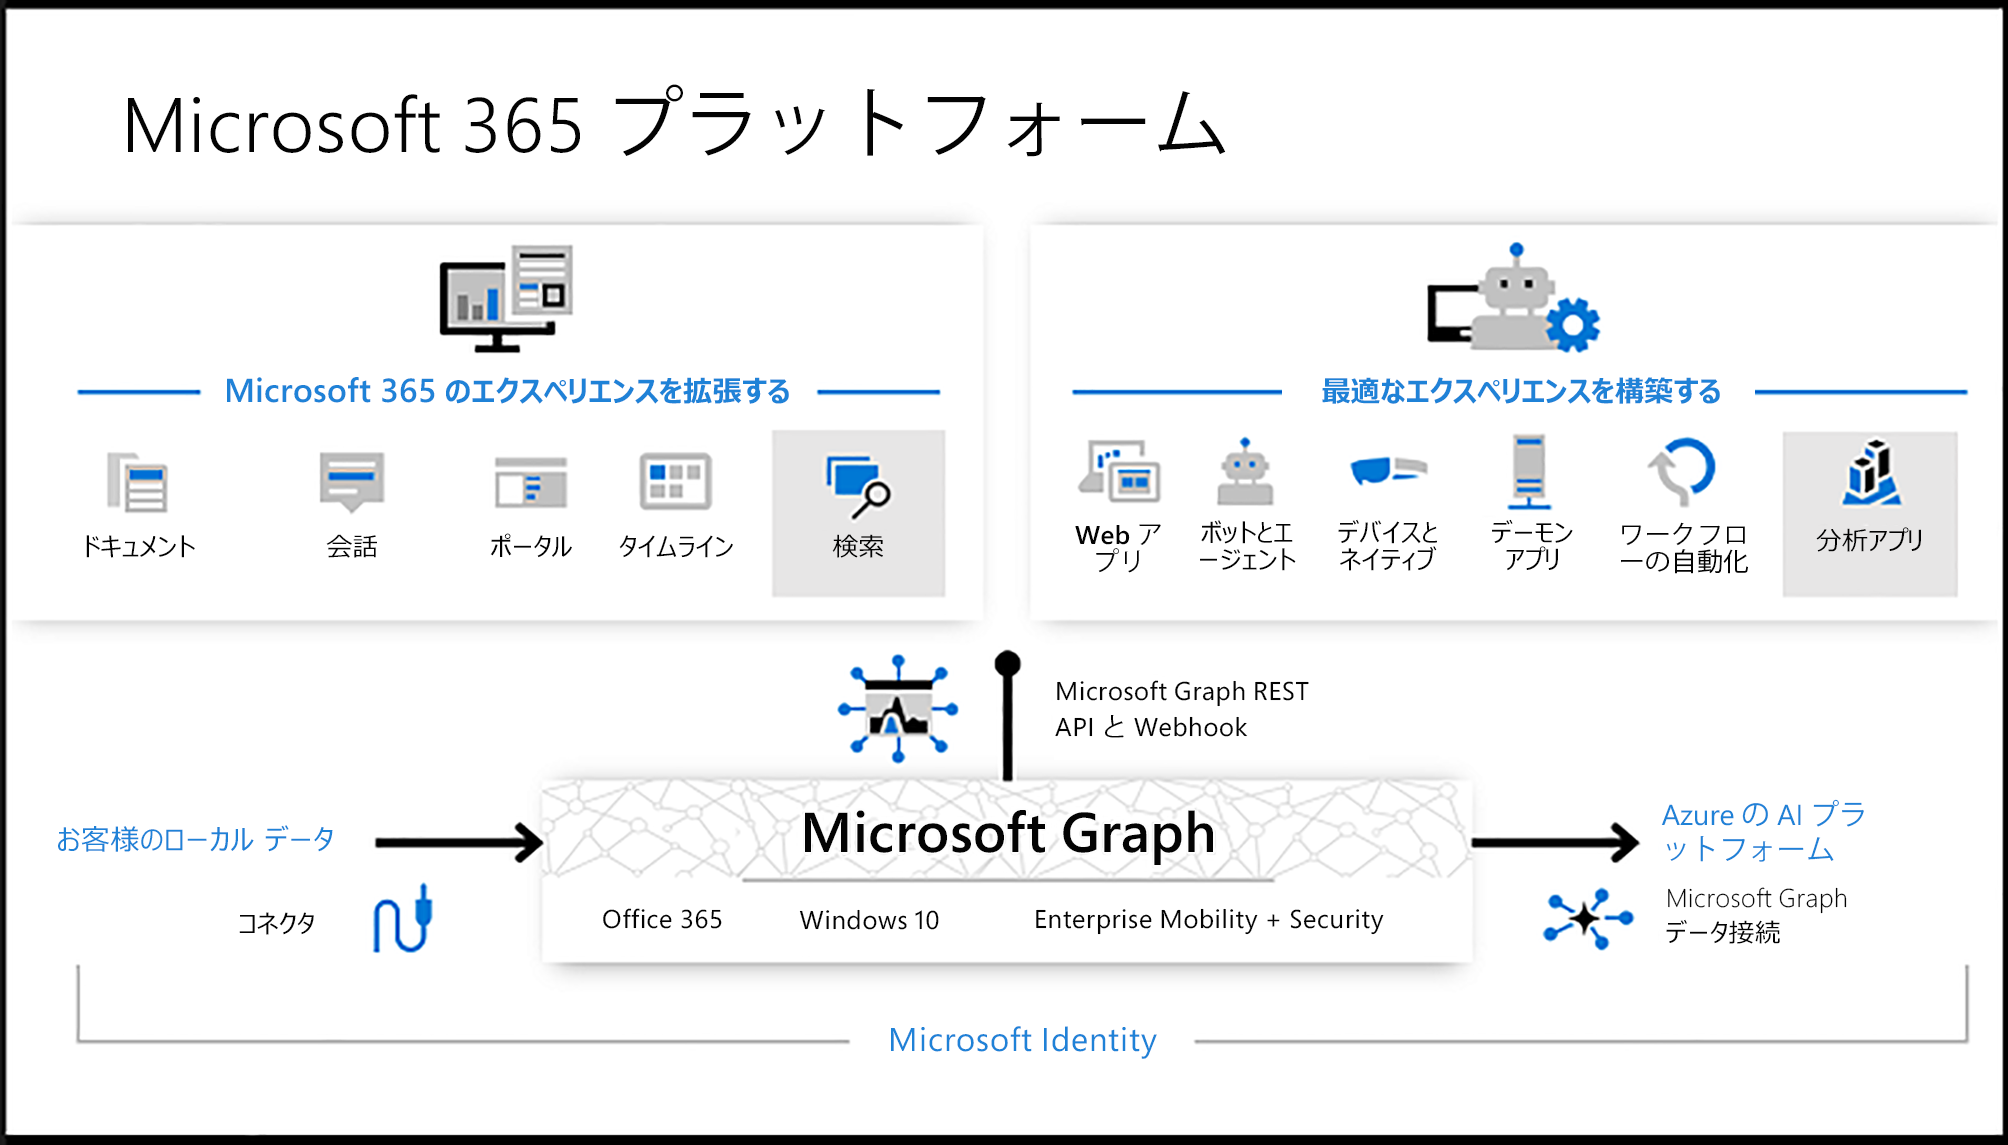 Microsoft 365 プラットフォーム
Microsoft 365 のエクスペリエンスを拡張する
ドキュメント
会話
ポータル
タイムライン
検索
最適なエクスペリエンスを構築する
Web ア
プリ
ボットとエ
ージェント
デバイスと
ネイティブ
デーモン
アプリ
ワークフロ
ーの自動化
分析アプリ
Microsoft Graph REST
API と Webhook
お客様のローカル データ
コネクタ
Microsoft Graph
Office 365
Windows 10
Enterprise Mobility + Security
Azure の AI プラ
ットフォーム
Microsoft Graph
データ接続
Microsoft Identity